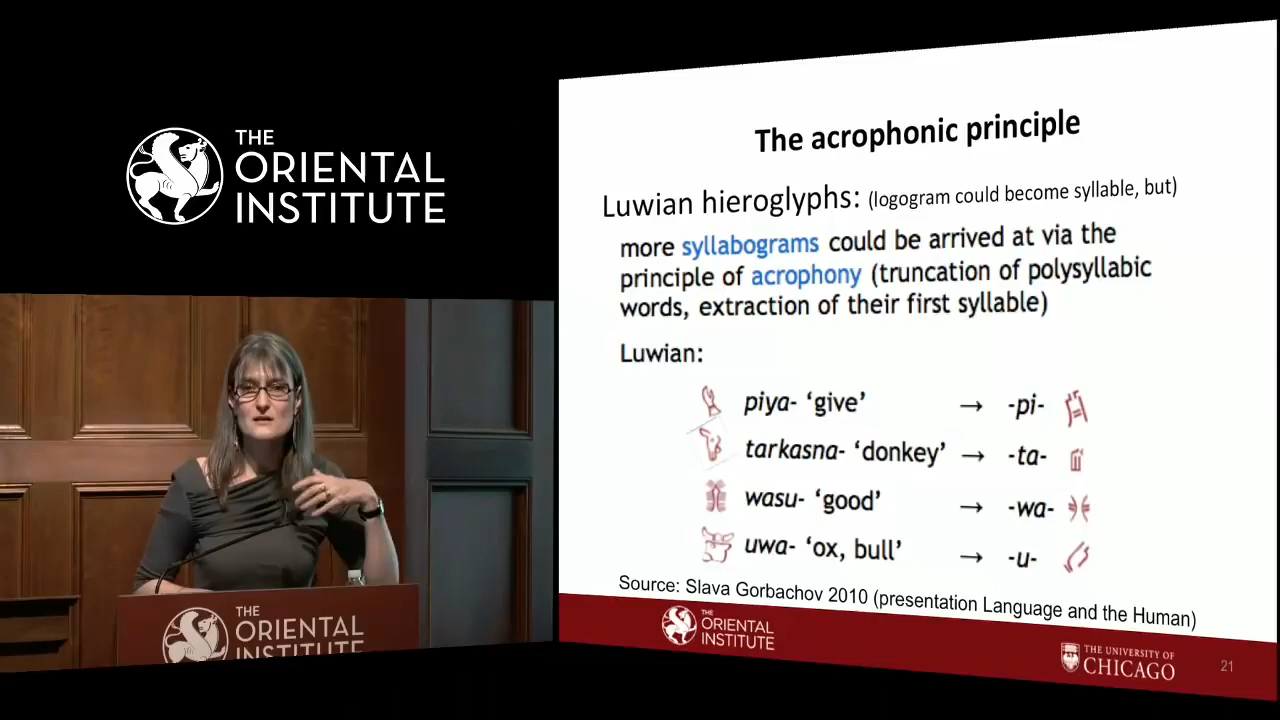 THE
ORIENTAL
INSTITUTE
THE
ORIENTAL
INSTITUTE
The acrophonic principle
Luwian hieroglyphs: (logogram could become syllable, but)
more syllabograms could be arrived at via the
principle of acrophony (truncation of polysyllabic
words, extraction of their first syllable)
Luwian:
piya- ‘give’ → -pi-
tarkasna- ‘donkey’ → -ta-
wasu- ‘good’ → -wa-
uwa- ‘ox, bull’ → -u-
Source: Slava Gorbachov 2010 (presentation Language and the Human)
THE
ORIENTAL
INSTITUTE
THE UNIVERSITY OF
CHICAGO
21